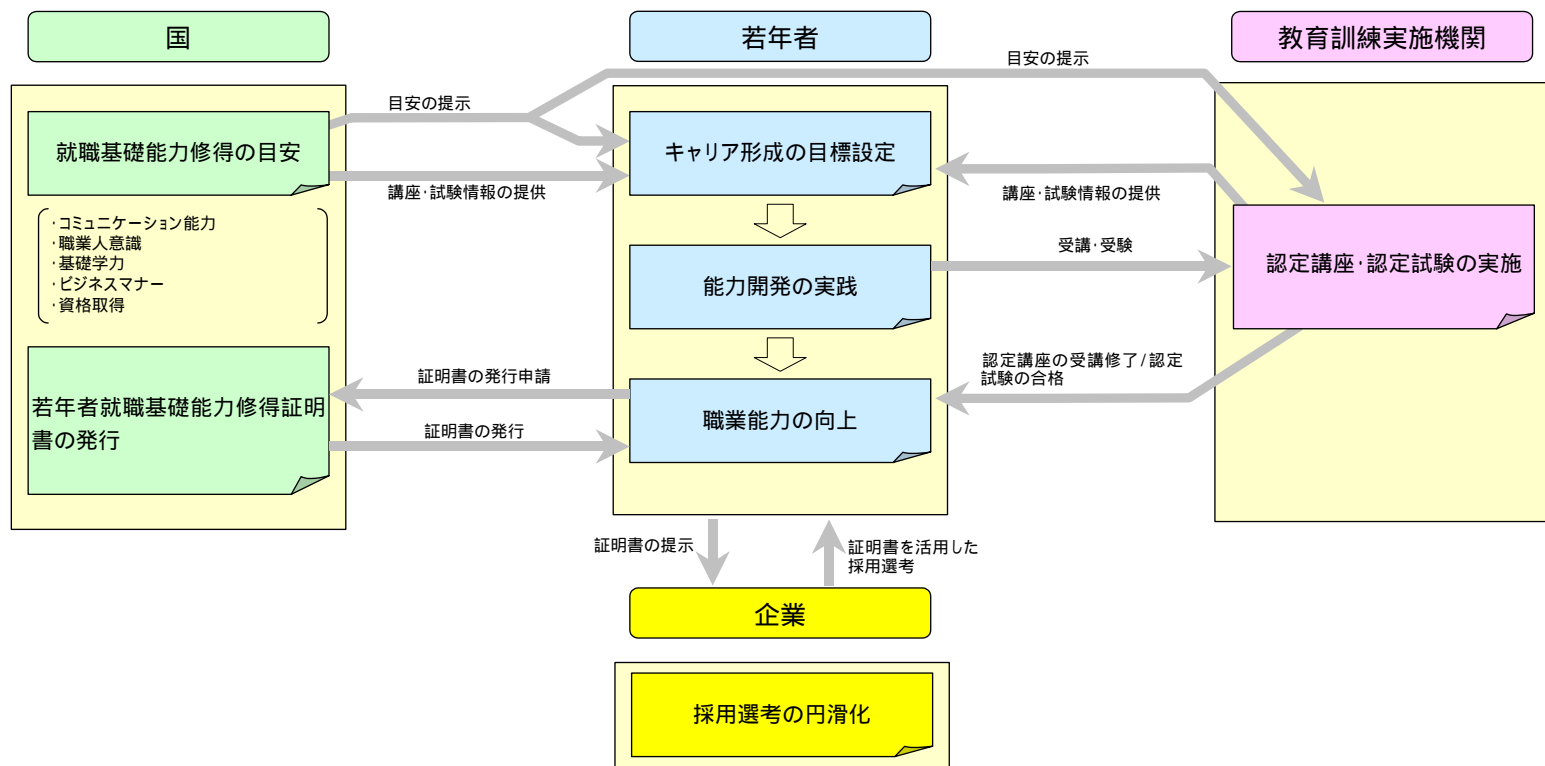 国
若年者
教育訓練実施機関
目安の提示
目安の提示
就職基礎能力修得の目安
キャリア形成の目標設定
講座・試験情報の提供
講座・試験情報の提供
・コミュニケーション能力
・職業人意識
・基礎学力
・ビジネスマナー
・資格取得
能力開発の実践
受講・受験
認定講座・認定試験の実施
若年者就職基礎能力修得証明
書の発行
証明書の発行申請
証明書の発行
職業能力の向上
認定講座の受講修了/認定
試験の合格
証明書の提示
証明書を活用した
採用選考
企業
採用選考の円滑化